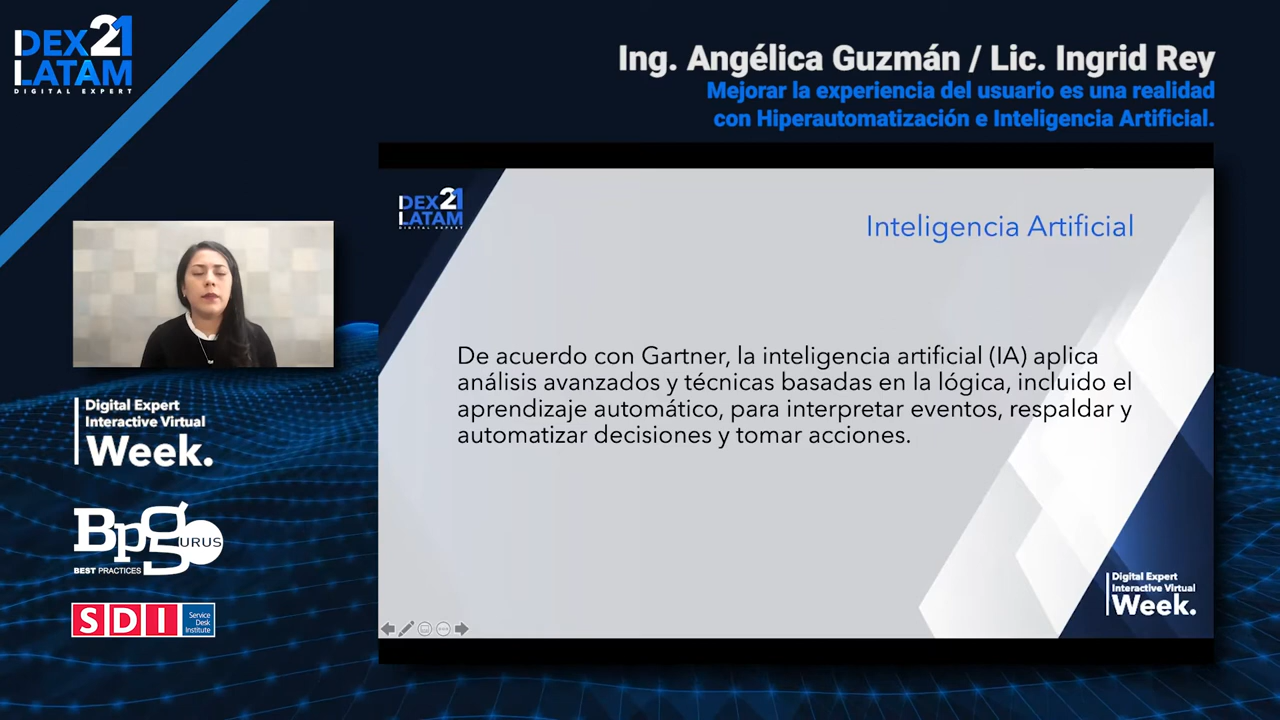 DEX21
LATAM
DIGITAL EXPERT
Ing. Angélica Guzmán / Lic. Ingrid Rey
Mejorar la experiencia del usuario es una realidad
con Hiperautomatización e Inteligencia Artificial.
DEX21
LATAM
DIGITAL EXPERT
Inteligencia Artificial
De acuerdo con Gartner, la inteligencia artificial (IA) aplica
análisis avanzados y técnicas basadas en la lógica, incluido el
aprendizaje automático, para interpretar eventos, respaldar y
automatizar decisiones y tomar acciones.
Digital Expert
Interactive Virtual
Week.
Digital Expert
Interactive Virtual
Week.
Bpg
URUS
BEST PRACTICES
SDI
Service
Desk
Institute